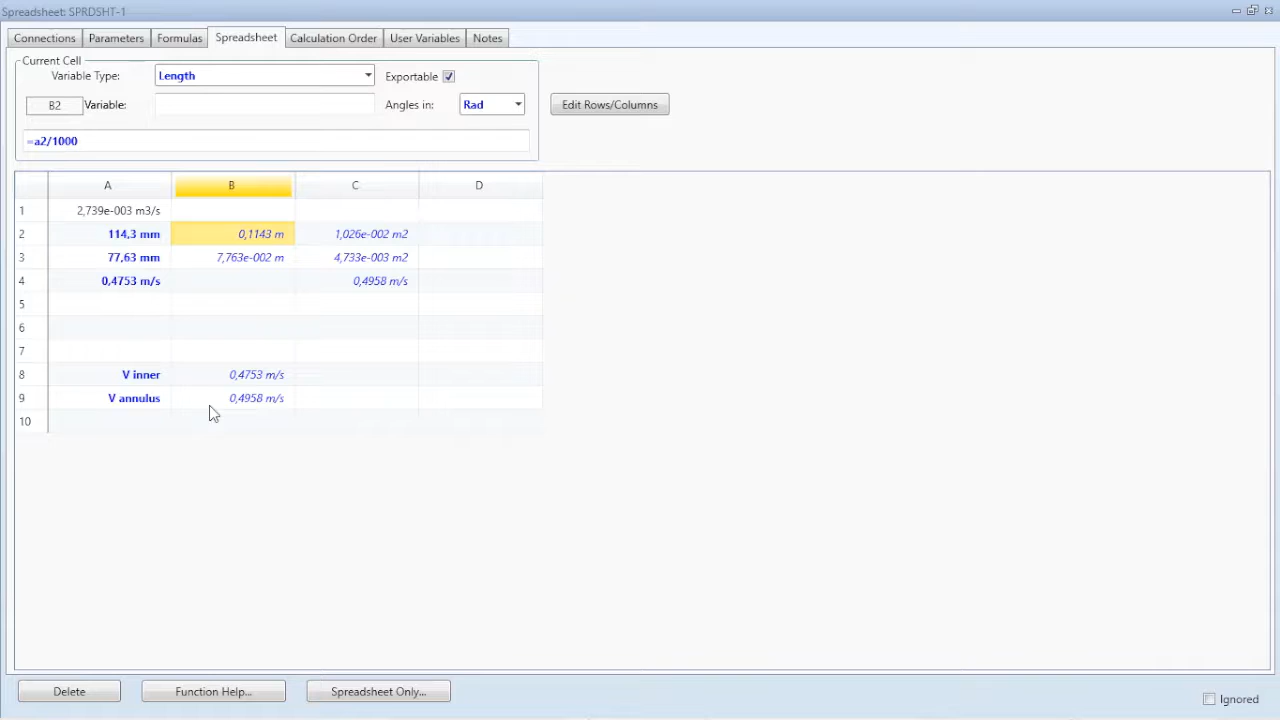 Spreadsheet: SPRDSHT-1
Connections Parameters Formulas Spreadsheet Calculation Order User Variables Notes
Current Cell
Variable Type: Length Exportable
B2 Variable: Angles in: Rad Edit Rows/Columns
=a2/1000
A B C D
1 2,739e-003 m3/s
2 114,3 mm 0,1143 m 1,026e-002 m2
3 77,63 mm 7,763e-002 m 4,733e-003 m2
4 0,4753 m/s 0,4958 m/s
5
6
7
8 V inner 0,4753 m/s
9 V annulus 0,4958 m/s
10
Delete Function Help... Spreadsheet Only... Ignored